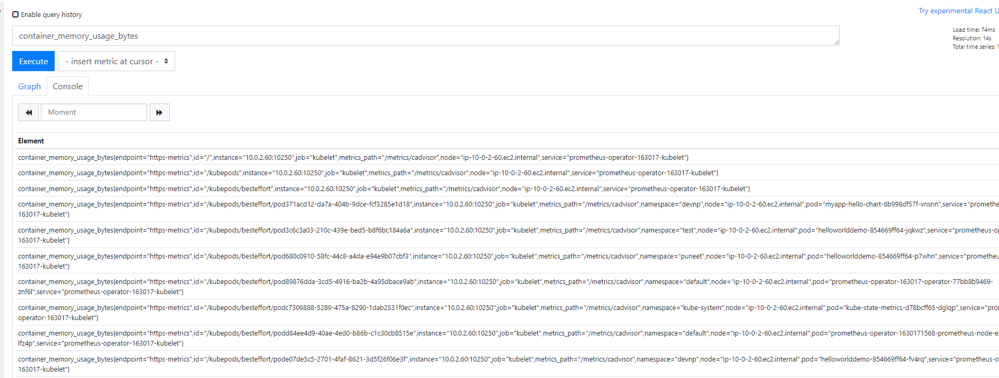 Enable query history
Try experimental React U
container_memory_usage_bytes
Load time: 74ms
Resolution: 14s
Total time series: 1
Execute
- insert metric at cursor -
Graph
Console
Moment
Element
container_memory_usage_bytes{endpoint="https-metrics",id="/",instance="10.0.2.60:10250",job="kubelet",metrics_path="/metrics/cadvisor",node="ip-10-0-2-60.ec2.internal",service="prometheus-operator-163017-kubelet"}
container_memory_usage_bytes{endpoint="https-metrics",id="/kubepods",instance="10.0.2.60:10250",job="kubelet",metrics_path="/metrics/cadvisor",node="ip-10-0-2-60.ec2.internal",service="prometheus-operator-163017-kubelet"}
container_memory_usage_bytes{endpoint="https-metrics",id="/kubepods/besteffort",instance="10.0.2.60:10250",job="kubelet",metrics_path="/metrics/cadvisor",node="ip-10-0-2-60.ec2.internal",service="prometheus-operator-163017-kubelet"}
container_memory_usage_bytes{endpoint="https-metrics",id="/kubepods/besteffort/pod371acd12-da7a-404b-9dce-fcf3285e1d18",instance="10.0.2.60:10250",job="kubelet",metrics_path="/metrics/cadvisor",namespace="devnp",node="ip-10-0-2-60.ec2.internal",pod="myapp-hello-chart-6b998df57f-vnsnn",service="promethe
163017-kubelet"}
container_memory_usage_bytes{endpoint="https-metrics",id="/kubepods/besteffort/pod3c6c3a03-210c-439e-bed5-b8f6bc184a6a",instance="10.0.2.60:10250",job="kubelet",metrics_path="/metrics/cadvisor",namespace="test",node="ip-10-0-2-60.ec2.internal",pod="helloworlddemo-854669ff64-jqkwz",service="prometheus-o
163017-kubelet"}
container_memory_usage_bytes{endpoint="https-metrics",id="/kubepods/besteffort/pod680c0910-58fc-44c8-a4da-e94e9b07cbf3",instance="10.0.2.60:10250",job="kubelet",metrics_path="/metrics/cadvisor",namespace="puneet",node="ip-10-0-2-60.ec2.internal",pod="helloworlddemo-854669ff64-p7whn",service="prometheu
163017-kubelet"}
container_memory_usage_bytes{endpoint="https-metrics",id="/kubepods/besteffort/pod89876dda-3cd5-4916-ba2b-4a95dbace9ab",instance="10.0.2.60:10250",job="kubelet",metrics_path="/metrics/cadvisor",namespace="default",node="ip-10-0-2-60.ec2.internal",pod="prometheus-operator-163017-operator-77bb8b9469-
znf6l",service="prometheus-operator-163017-kubelet"}
container_memory_usage_bytes{endpoint="https-metrics",id="/kubepods/besteffort/podc7309888-5289-475a-8290-1dab2531f0ec",instance="10.0.2.60:10250",job="kubelet",metrics_path="/metrics/cadvisor",namespace="kube-system",node="ip-10-0-2-60.ec2.internal",pod="kube-state-metrics-d78bcff65-dglqp",service="pro
operator-163017-kubelet"}
container_memory_usage_bytes{endpoint="https-metrics",id="/kubepods/besteffort/podd84ee4d9-40ae-4ed0-b86b-c1c30cb8515e",instance="10.0.2.60:10250",job="kubelet",metrics_path="/metrics/cadvisor",namespace="default",node="ip-10-0-2-60.ec2.internal",pod="prometheus-operator-1630171568-prometheus-node-e
lfz4p",service="prometheus-operator-163017-kubelet"}
container_memory_usage_bytes{endpoint="https-metrics",id="/kubepods/besteffort/pode07de5c5-2701-4faf-8621-3d5f26f06e3f",instance="10.0.2.60:10250",job="kubelet",metrics_path="/metrics/cadvisor",namespace="devnp",node="ip-10-0-2-60.ec2.internal",pod="helloworlddemo-854669ff64-fv4rq",service="prometheus-o
163017-kubelet"}